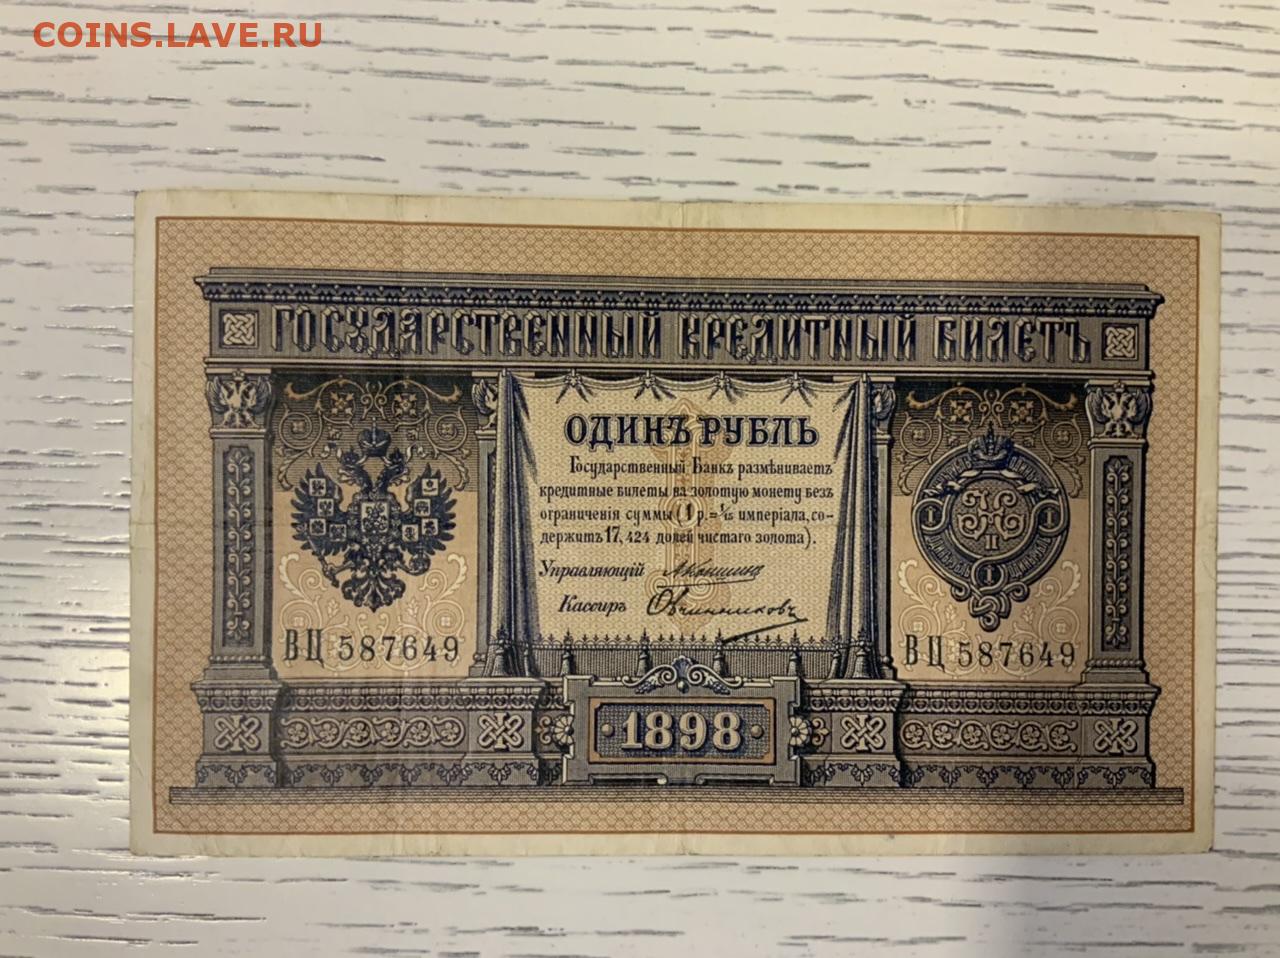 COINS.LAVE.RU
ГОСУДАРСТВЕННЫЙ КРЕДИТНЫЙ БИЛЕТЪ
ОДИНЪ РУБЛЬ
Государственный Банкъ размѣниваетъ
кредитные билеты на золотую монету безъ
ограниченія суммы (1 р.=1/15 имперіала, со-
держитъ 17,424 долей чистаго золота).
Управляющій
Кассиръ Овчинниковъ
ВЦ 587649
ВЦ 587649
·1898·